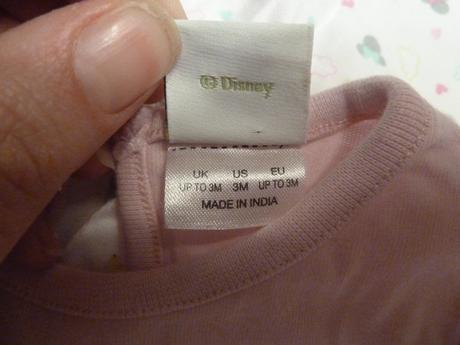 © Disney
UK US EU
UP TO 3M 3M UP TO 3M
MADE IN INDIA